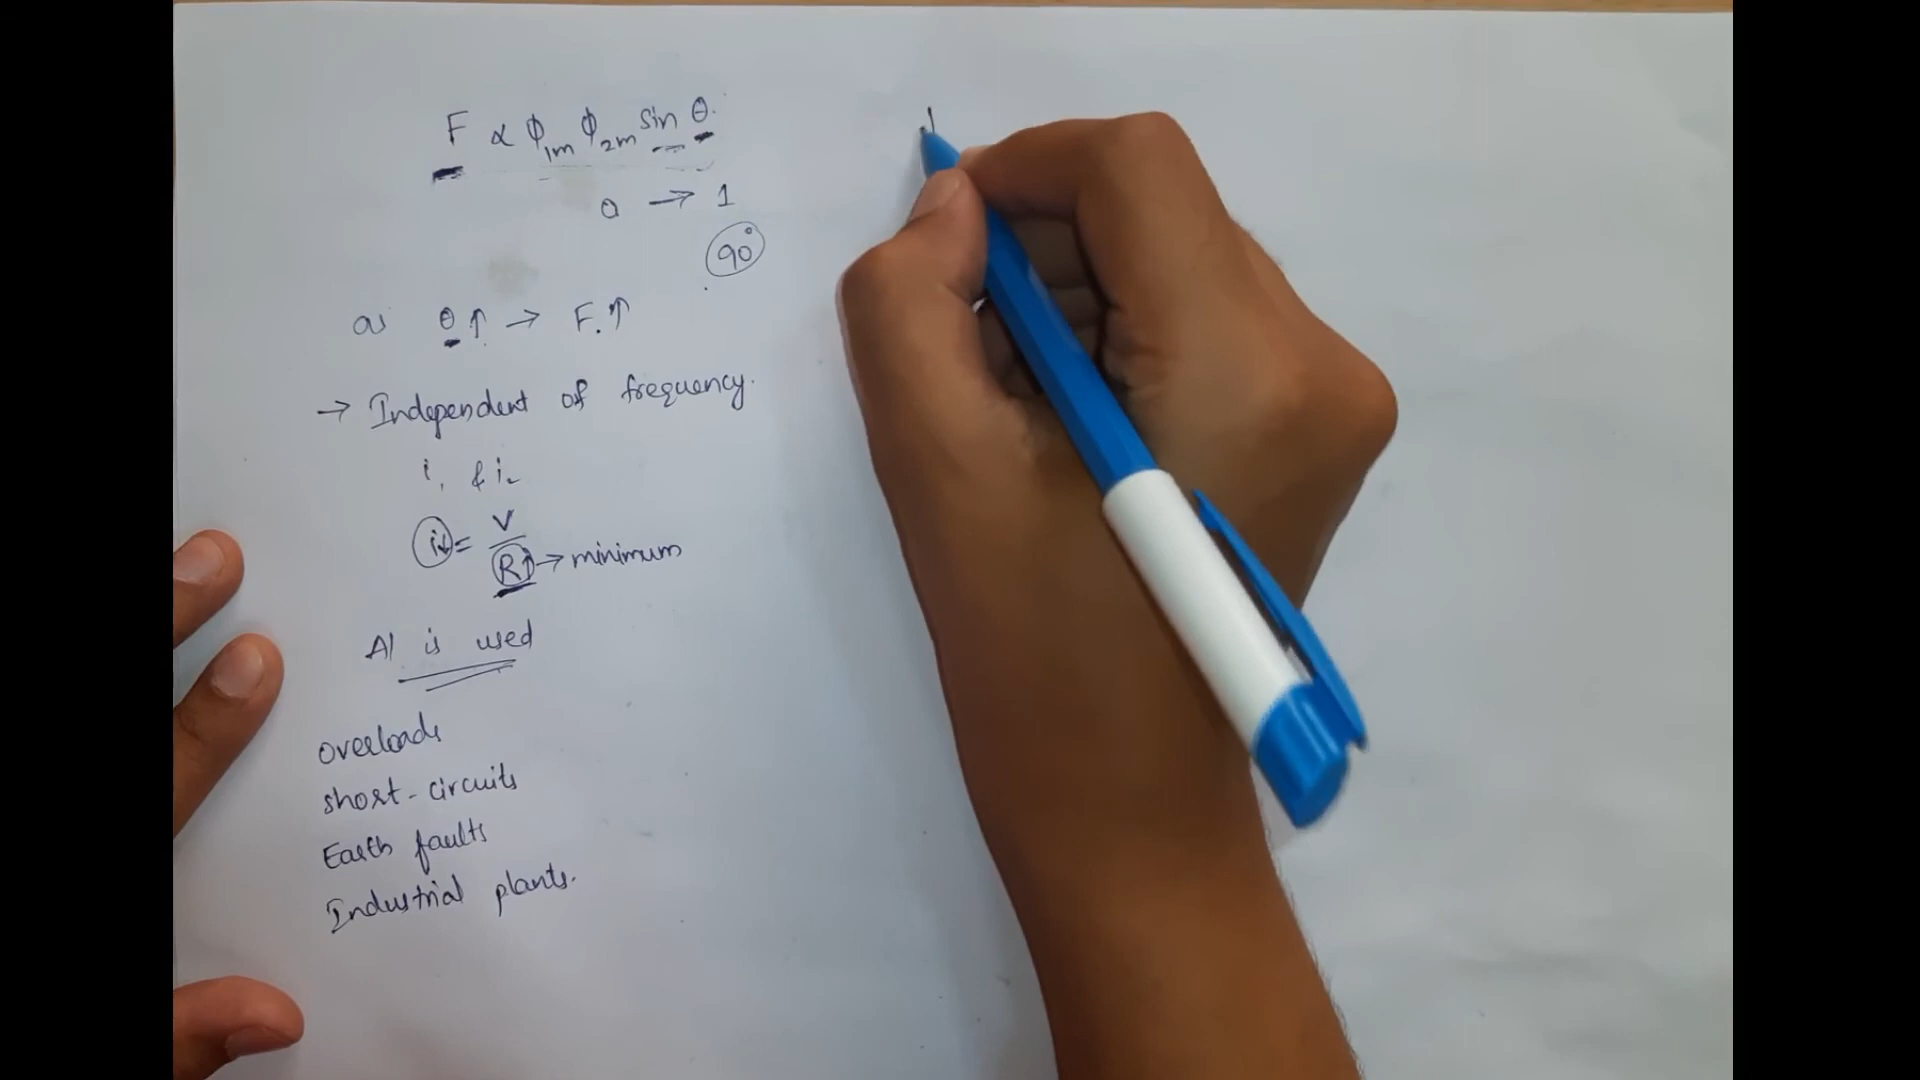 F ∝ ϕ1m ϕ2m sin θ.
0 → 1
90°
as θ↑ → F.↑
→ Independent of frequency.
i1 & i2
i↓ = V / R↑ → minimum
Al is used
overloads
short-circuits
Earth faults
Industrial plants.